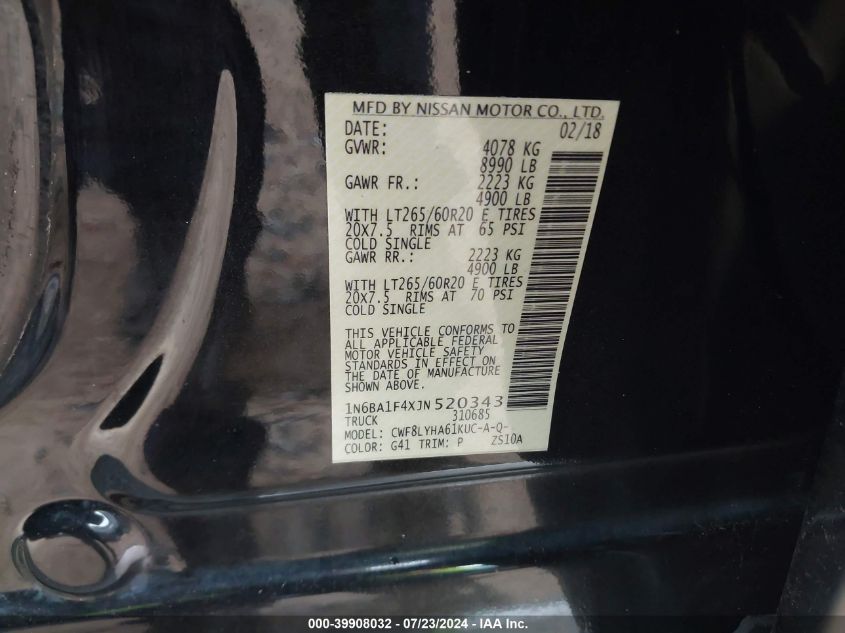 MFD BY NISSAN MOTOR CO., LTD.
DATE: 02/18
GVWR: 4078 KG
8990 LB
GAWR FR.: 2223 KG
4900 LB
WITH LT265/60R20 E TIRES
20X7.5 RIMS AT 65 PSI
COLD SINGLE
GAWR RR.: 2223 KG
4900 LB
WITH LT265/60R20 E TIRES
20X7.5 RIMS AT 70 PSI
COLD SINGLE
THIS VEHICLE CONFORMS TO
ALL APPLICABLE FEDERAL
MOTOR VEHICLE SAFETY
STANDARDS IN EFFECT ON
THE DATE OF MANUFACTURE
SHOWN ABOVE.
1N6BA1F4XJN520343
TRUCK 310685
MODEL: CWF8LYHA61KUC-A-Q-
COLOR: G41 TRIM: P ZS10A
000-39908032 / 07/23/2024 - IAA Inc.